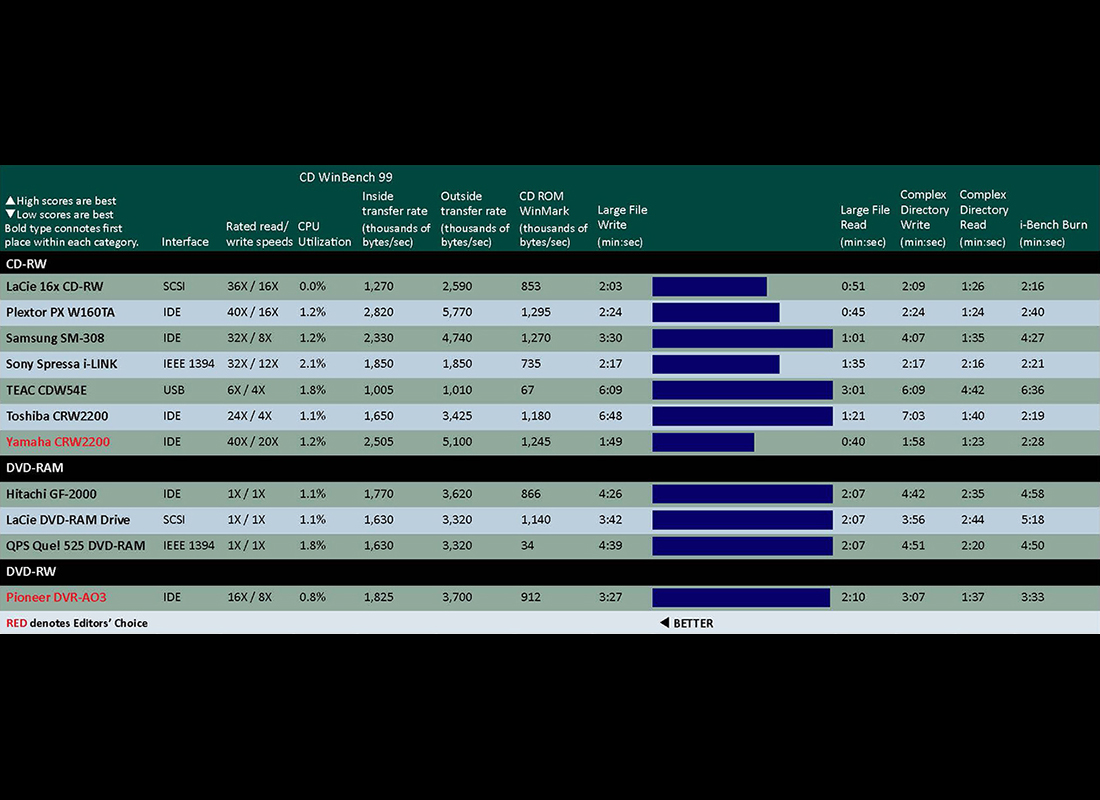 CD WinBench 99
▲High scores are best
▼Low scores are best
Bold type connotes first
place within each category.
Interface
Rated read/
write speeds
CPU
Utilization
Inside
transfer rate
(thousands of
bytes/sec)
Outside
transfer rate
(thousands of
bytes/sec)
CD ROM
WinMark
(thousands of
bytes/sec)
Large File
Write
(min:sec)
Large File
Read
(min:sec)
Complex
Directory
Write
(min:sec)
Complex
Directory
Read
(min:sec)
i-Bench Burn
(min:sec)
CD-RW
LaCie 16x CD-RW SCSI 36X / 16X 0.0% 1,270 2,590 853 2:03 0:51 2:09 1:26 2:16
Plextor PX W160TA IDE 40X / 16X 1.2% 2,820 5,770 1,295 2:24 0:45 2:24 1:24 2:40
Samsung SM-308 IDE 32X / 8X 1.2% 2,330 4,740 1,270 3:30 1:01 4:07 1:35 4:27
Sony Spressa i-LINK IEEE 1394 32X / 12X 2.1% 1,850 1,850 735 2:17 1:35 2:17 2:16 2:21
TEAC CDW54E USB 6X / 4X 1.8% 1,005 1,010 67 6:09 3:01 6:09 4:42 6:36
Toshiba CRW2200 IDE 24X / 4X 1.1% 1,650 3,425 1,180 6:48 1:21 7:03 1:40 2:19
Yamaha CRW2200 IDE 40X / 20X 1.2% 2,505 5,100 1,245 1:49 0:40 1:58 1:23 2:28
DVD-RAM
Hitachi GF-2000 IDE 1X / 1X 1.1% 1,770 3,620 866 4:26 2:07 4:42 2:35 4:58
LaCie DVD-RAM Drive SCSI 1X / 1X 1.1% 1,630 3,320 1,140 3:42 2:07 3:56 2:44 5:18
QPS Quel 525 DVD-RAM IEEE 1394 1X / 1X 1.8% 1,630 3,320 34 4:39 2:07 4:51 2:20 4:50
DVD-RW
Pioneer DVR-AO3 IDE 16X / 8X 0.8% 1,825 3,700 912 3:27 2:10 3:07 1:37 3:33
RED denotes Editors' Choice ◀ BETTER